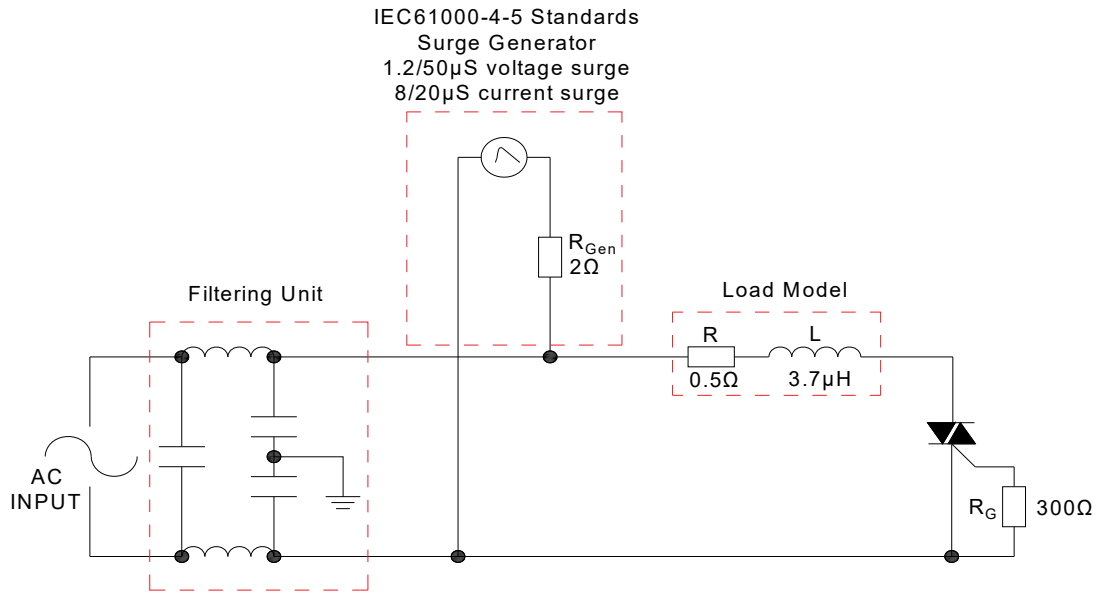 IEC61000-4-5 Standards
Surge Generator
1.2/50μS voltage surge
8/20μS current surge
RGen
2Ω
Filtering Unit
Load Model
R
L
0.5Ω
3.7μH
AC
INPUT
RG
300Ω